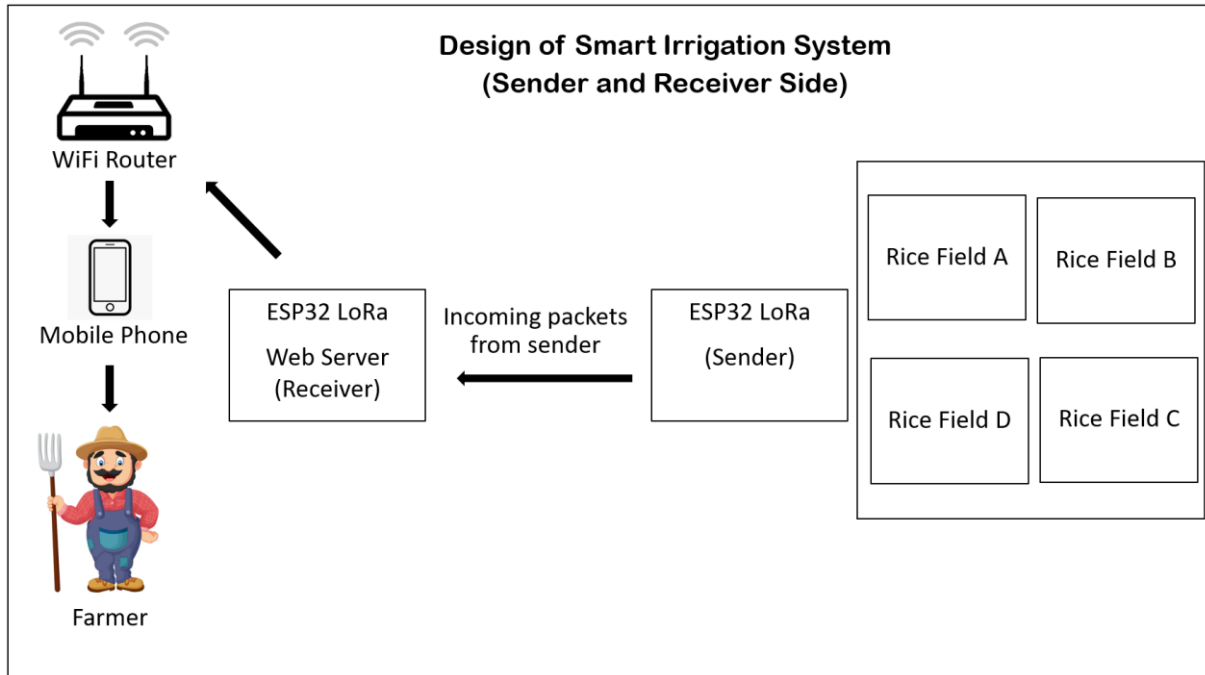 Design of Smart Irrigation System
(Sender and Receiver Side)
WiFi Router
Mobile Phone
Farmer
ESP32 LoRa
Web Server
(Receiver)
Incoming packets
from sender
ESP32 LoRa
(Sender)
Rice Field A
Rice Field B
Rice Field D
Rice Field C